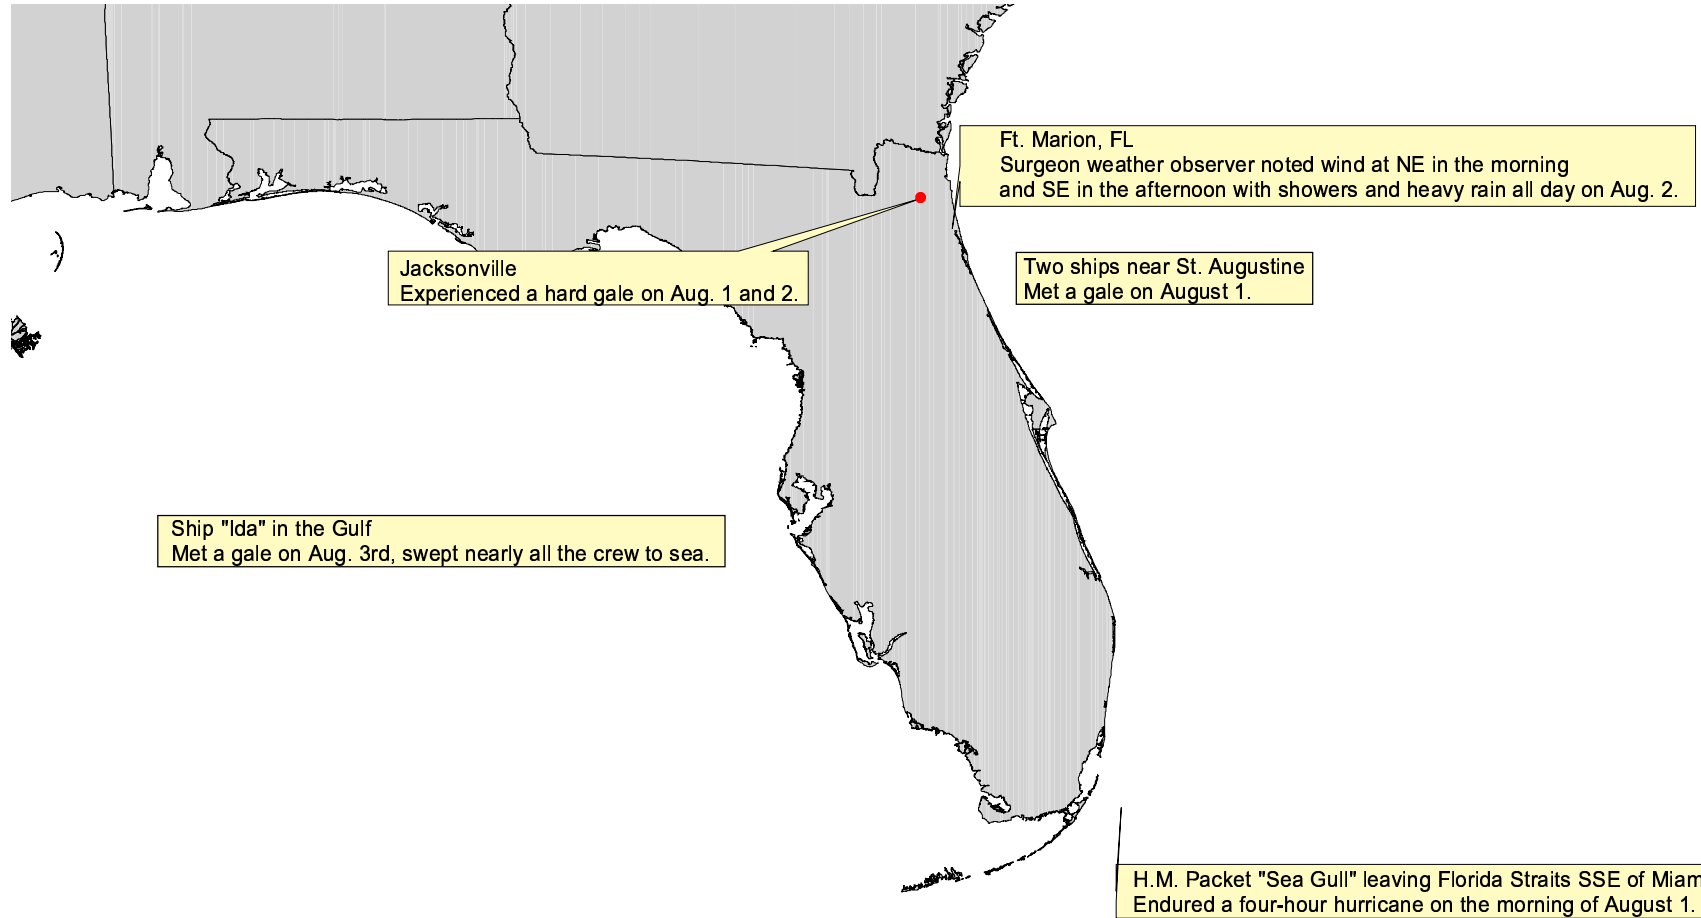 Ft. Marion, FL
Surgeon weather observer noted wind at NE in the morning
and SE in the afternoon with showers and heavy rain all day on Aug. 2.
Jacksonville
Experienced a hard gale on Aug. 1 and 2.
Two ships near St. Augustine
Met a gale on August 1.
Ship "Ida" in the Gulf
Met a gale on Aug. 3rd, swept nearly all the crew to sea.
H.M. Packet "Sea Gull" leaving Florida Straits SSE of Miam
Endured a four-hour hurricane on the morning of August 1.